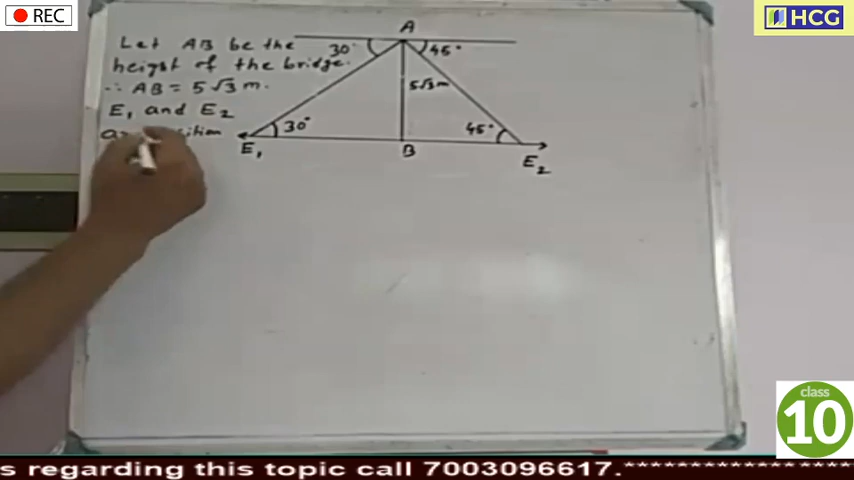 REC
HCG
Let AB be the
height of the bridge.
∴ AB = 5√3 m.
E₁ and E₂
A
30°
45°
5√3m
30°
45°
E₁
B
E₂
class
10
s regarding this topic call 7003096617.********************